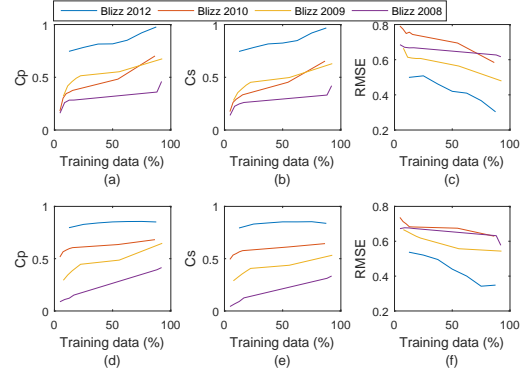 Blizz 2012 Blizz 2010 Blizz 2009 Blizz 2008
1
0.5
0
Cp
0 50 100
Training data (%)
(a)
1
0.5
0
Cs
0 50 100
Training data (%)
(b)
0.8
0.6
0.4
0.2
RMSE
0 50 100
Training data (%)
(c)
1
0.5
0
Cp
0 50 100
Training data (%)
(d)
1
0.5
0
Cs
0 50 100
Training data (%)
(e)
0.8
0.6
0.4
0.2
RMSE
0 50 100
Training data (%)
(f)